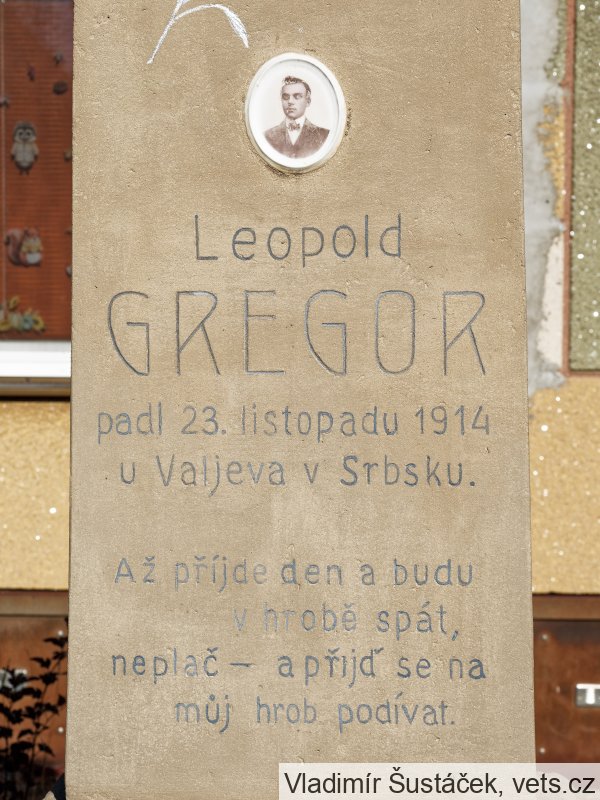 Leopold
GREGOR
padl 23. listopadu 1914
u Valjeva v Srbsku.
Až příjde den a budu
v hrobě spát,
neplač – a přijď se na
můj hrob podívat.
Vladimír Šustáček, vets.cz